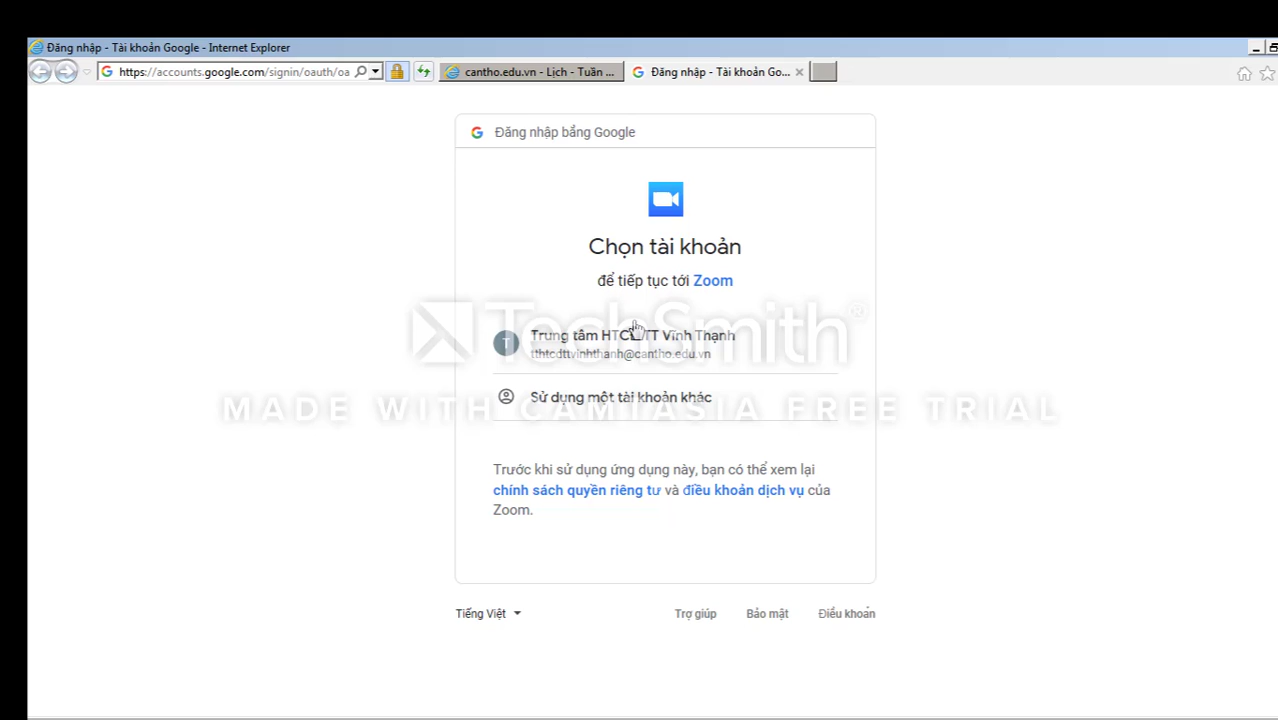 Đăng nhập - Tài khoản Google - Internet Explorer
https://accounts.google.com/signin/oauth/oa
cantho.edu.vn - Lịch - Tuần ...
Đăng nhập - Tài khoản Go...
Đăng nhập bằng Google
Chọn tài khoản
để tiếp tục tới Zoom
TechSmith®
T
Trung tâm Vĩnh Thạnh
tthtcdttvinhthanh@cantho.edu.vn
Sử dụng một tài khoản khác
MADE WITH CAMTASIA FREE TRIAL
Trước khi sử dụng ứng dụng này, bạn có thể xem lại
chính sách quyền riêng tư và điều khoản dịch vụ của
Zoom.
Tiếng Việt
Trợ giúp
Bảo mật
Điều khoản